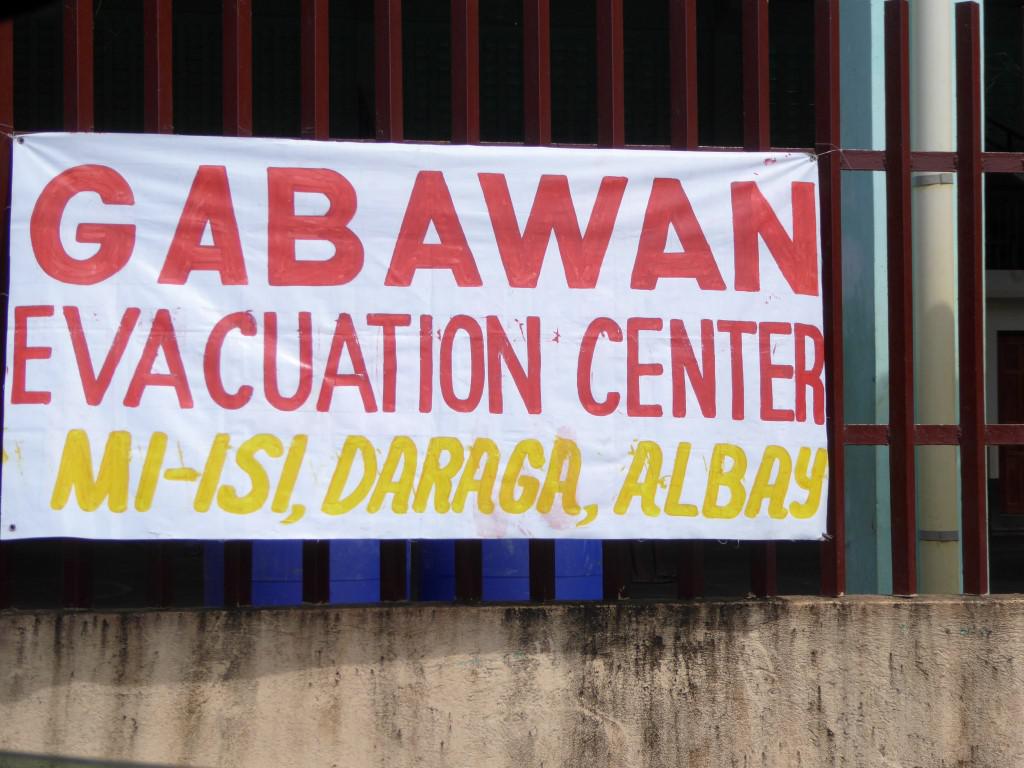 GABAWAN
EVACUATION CENTER
MI-ISI, DARAGA, ALBAY